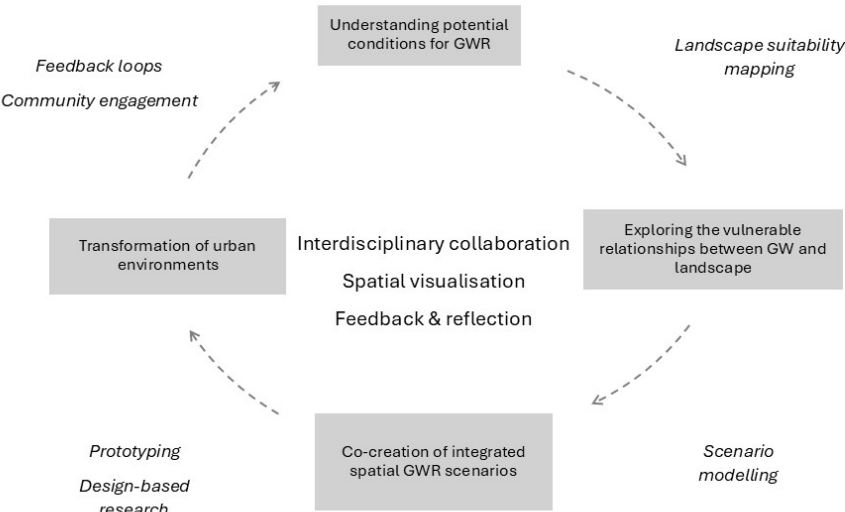 Understanding potential
conditions for GWR
Landscape suitability
mapping
Feedback loops
Community engagement
Exploring the vulnerable
relationships between GW and
landscape
Transformation of urban
environments
Interdisciplinary collaboration
Spatial visualisation
Feedback & reflection
Co-creation of integrated
spatial GWR scenarios
Scenario
modelling
Prototyping
Design-based
research